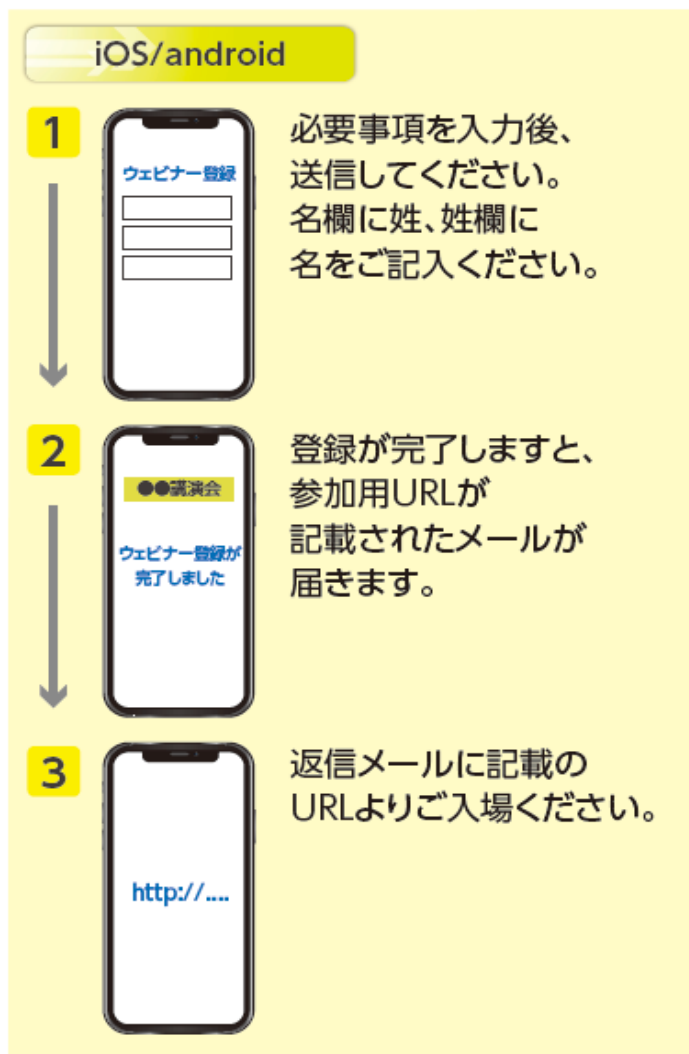 iOS/android
1
ウェビナー登録
必要事項を入力後、
送信してください。
名欄に姓、姓欄に
名をご記入ください。
2
●●講演会
ウェビナー登録が
完了しました
登録が完了しますと、
参加用URLが
記載されたメールが
届きます。
3
http://....
返信メールに記載の
URLよりご入場ください。